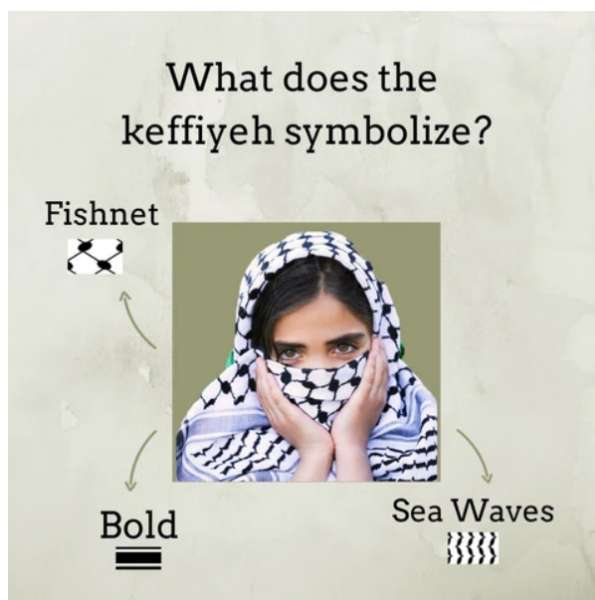 What does the
keffiyeh symbolize?
Fishnet
Bold
Sea Waves